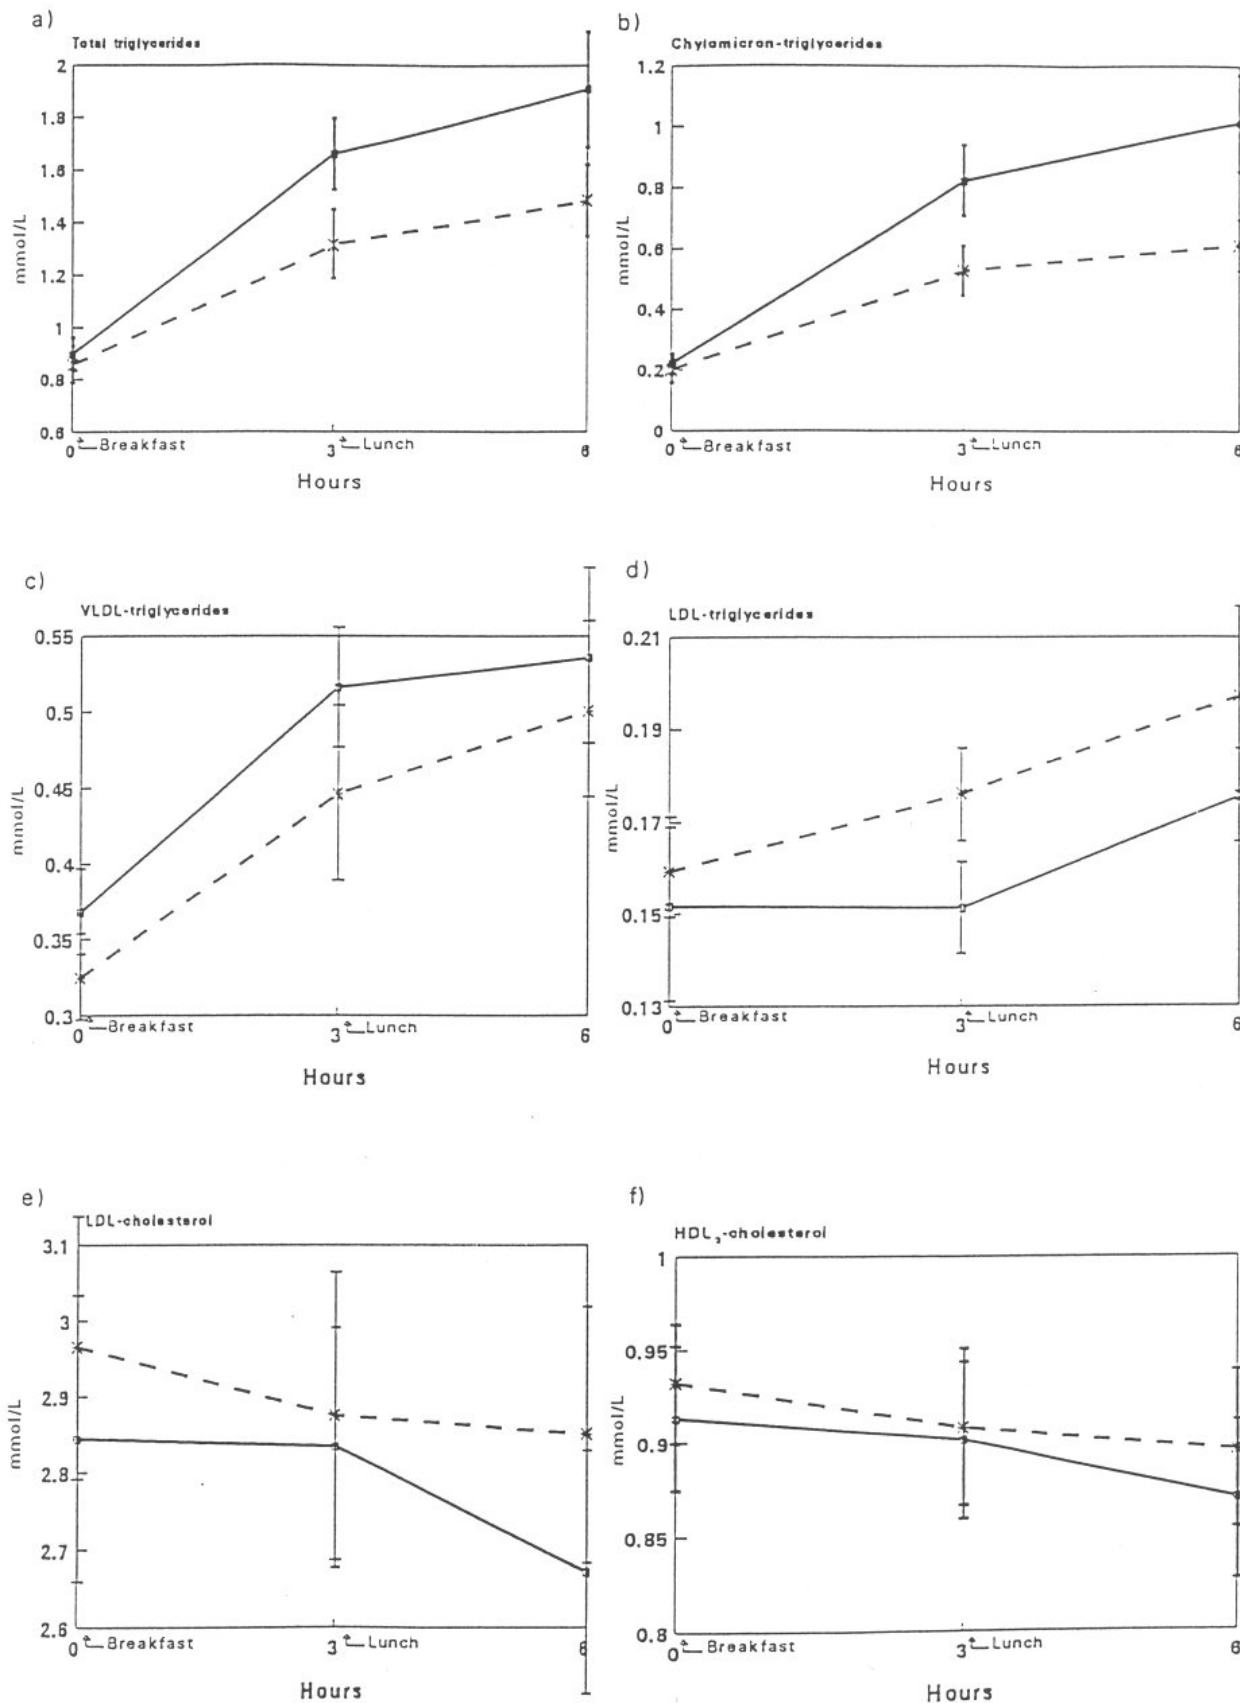 a)
Total triglycerides
2
1.8
1.6
1.4
1.2
1
0.8
0.6
mmol/L
0 Breakfast 3 Lunch 6
Hours
b)
Chylomicron-triglycerides
1.2
1
0.8
0.6
0.4
0.2
0
mmol/L
0 Breakfast 3 Lunch 6
Hours
c)
VLDL-triglycerides
0.55
0.5
0.45
0.4
0.35
0.3
mmol/L
0 Breakfast 3 Lunch 6
Hours
d)
LDL-triglycerides
0.21
0.19
0.17
0.15
0.13
mmol/L
0 Breakfast 3 Lunch 6
Hours
e)
LDL-cholesterol
3.1
3
2.9
2.8
2.7
2.6
mmol/L
0 Breakfast 3 Lunch 6
Hours
f)
HDL₃-cholesterol
1
0.95
0.9
0.85
0.8
mmol/L
0 Breakfast 3 Lunch 6
Hours